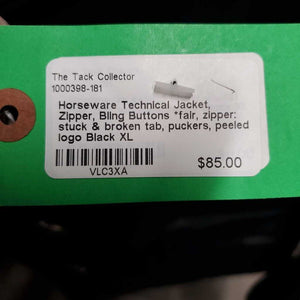 The Tack Collector
1000398-181
Horseware Technical Jacket,
Zipper, Bling Buttons *fair, zipper:
stuck & broken tab, puckers, peeled
logo Black XL
$85.00
VLC3XA